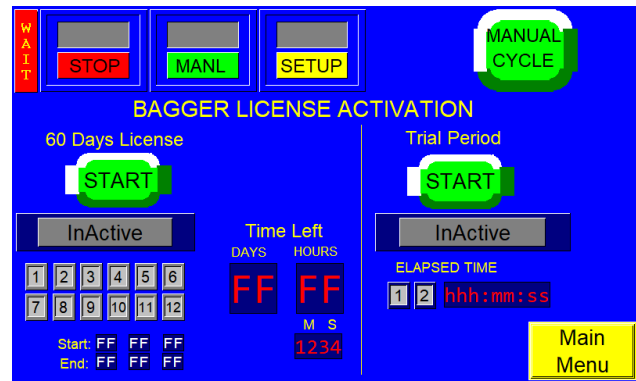 WAIT
STOP
MANL
SETUP
MANUAL
CYCLE
BAGGER LICENSE ACTIVATION
60 Days License
START
InActive
1 2 3 4 5 6
7 8 9 10 11 12
Start: FF FF FF
End: FF FF FF
Time Left
DAYS HOURS
FF FF
M S
1234
Trial Period
START
InActive
ELAPSED TIME
1 2 hhh:mm:ss
Main
Menu